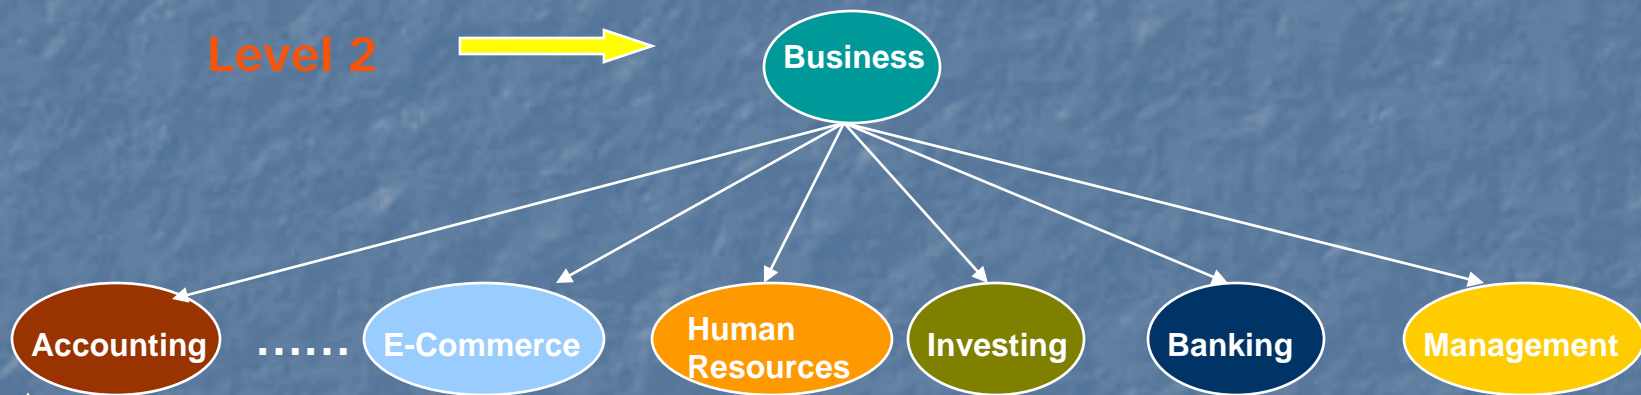 Level 2
Business
Accounting
......
E-Commerce
Human
Resources
Investing
Banking
Management